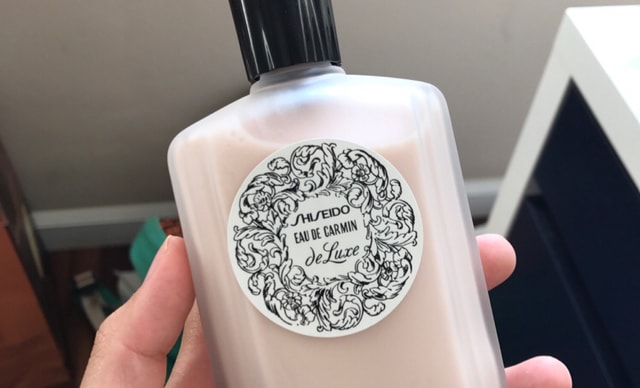 SHISEIDO
EAU DE CARMIN
de Luxe